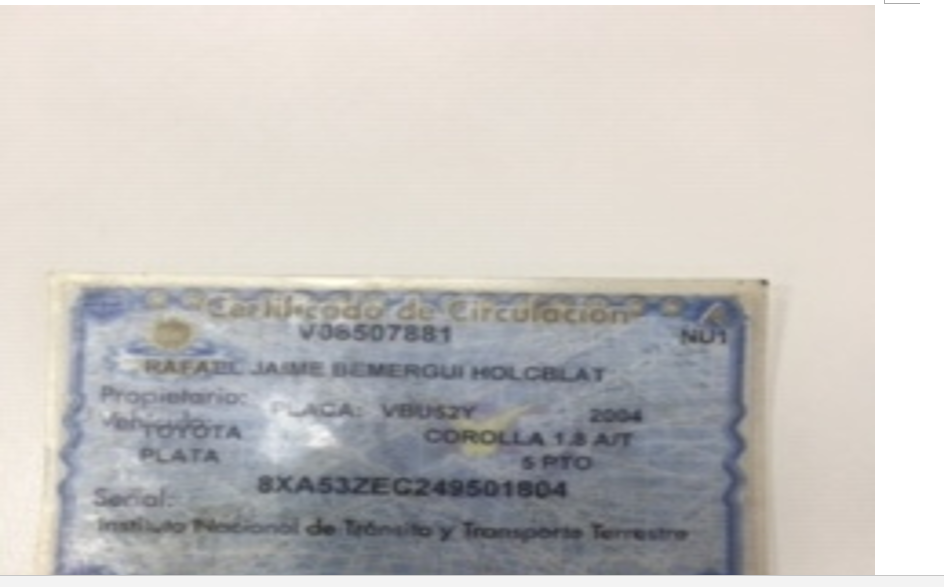 Certificado de Circulación
V06507881 NU1
RAFAEL JAIME BEMERGUI HOLCBLAT
Propietario:
PLACA: VBU52Y 2004
Vehículo:
TOYOTA COROLLA 1.8 A/T
PLATA 5 PTO
8XA53ZEC249501804
Señal:
Instituto Nacional de Tránsito y Transporte Terrestre